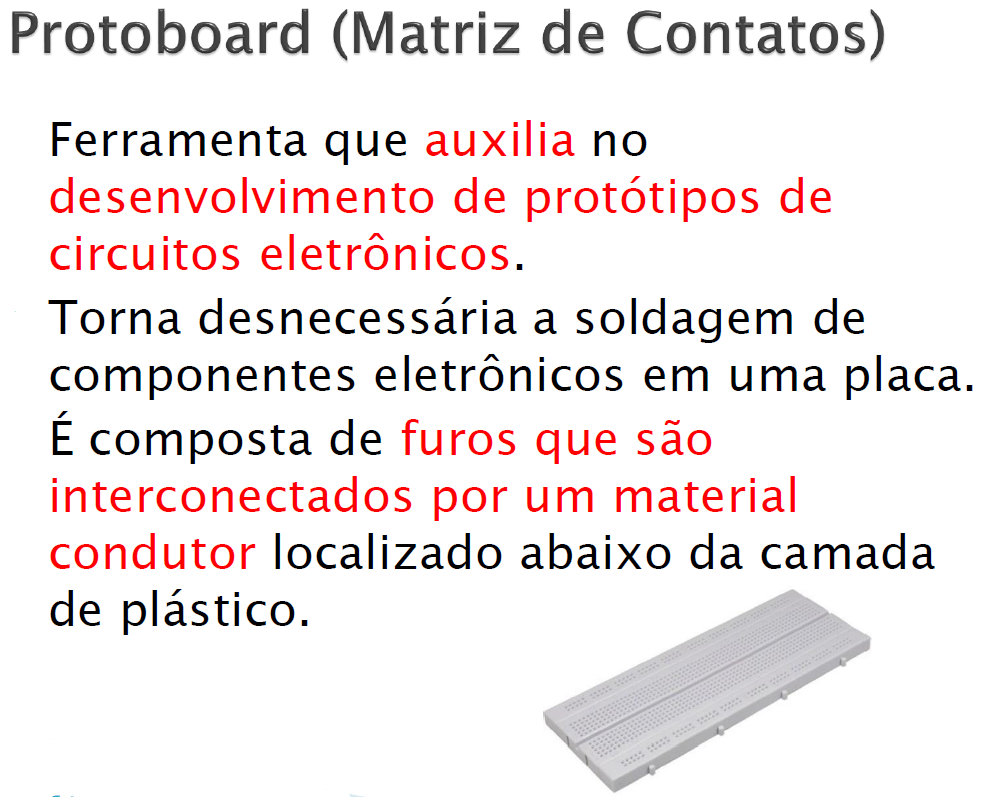 Protoboard (Matriz de Contatos)
Ferramenta que auxilia no
desenvolvimento de protótipos de
circuitos eletrônicos.
Torna desnecessária a soldagem de
componentes eletrônicos em uma placa.
É composta de furos que são
interconectados por um material
condutor localizado abaixo da camada
de plástico.